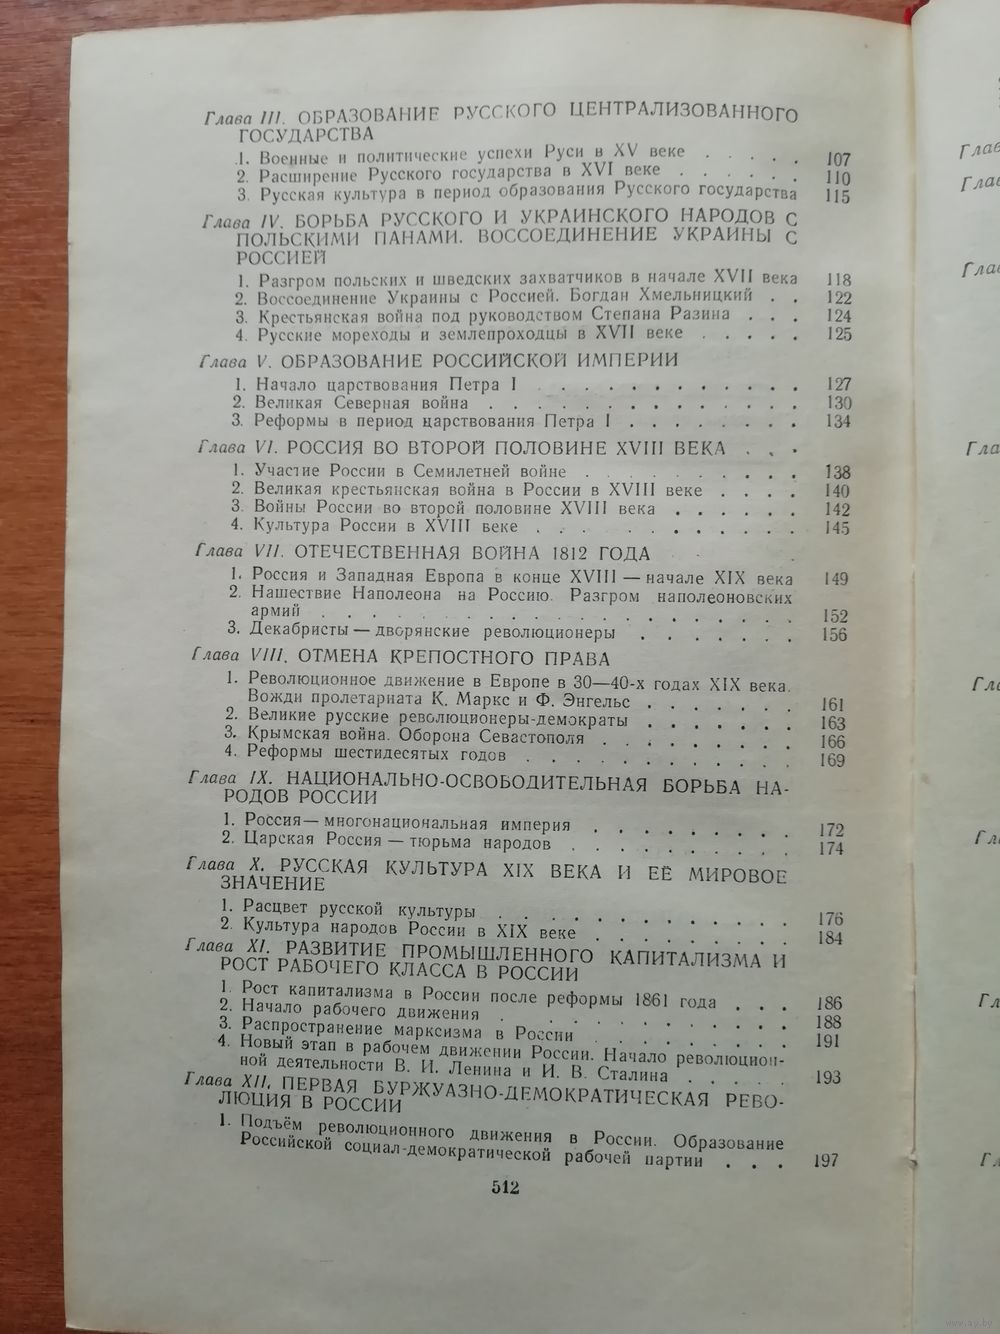 Глава III. ОБРАЗОВАНИЕ РУССКОГО ЦЕНТРАЛИЗОВАННОГО
ГОСУДАРСТВА
1. Военные и политические успехи Руси в XV веке . . . . . 107
2. Расширение Русского государства в XVI веке . . . . . . 110
3. Русская культура в период образования Русского государства 115
Глава IV. БОРЬБА РУССКОГО И УКРАИНСКОГО НАРОДОВ С
ПОЛЬСКИМИ ПАНАМИ. ВОССОЕДИНЕНИЕ УКРАИНЫ С
РОССИЕЙ
1. Разгром польских и шведских захватчиков в начале XVII века 118
2. Воссоединение Украины с Россией. Богдан Хмельницкий . . 122
3. Крестьянская война под руководством Степана Разина . . . 124
4. Русские мореходы и землепроходцы в XVII веке . . . . . 125
Глава V. ОБРАЗОВАНИЕ РОССИЙСКОЙ ИМПЕРИИ
1. Начало царствования Петра I . . . . . . . . . . . . 127
2. Великая Северная война . . . . . . . . . . . . . . 130
3. Реформы в период царствования Петра I . . . . . . . . 134
Глава VI. РОССИЯ ВО ВТОРОЙ ПОЛОВИНЕ XVIII ВЕКА . . .
1. Участие России в Семилетней войне . . . . . . . . . . 138
2. Великая крестьянская война в России в XVIII веке . . . . 140
3. Войны России во второй половине XVIII века . . . . . . 142
4. Культура России в XVIII веке . . . . . . . . . . . 145
Глава VII. ОТЕЧЕСТВЕННАЯ ВОЙНА 1812 ГОДА
1. Россия и Западная Европа в конце XVIII — начале XIX века 149
2. Нашествие Наполеона на Россию. Разгром наполеоновских
армий . . . . . . . . . . . . . . . . . . . . 152
3. Декабристы — дворянские революционеры . . . . . . . 156
Глава VIII. ОТМЕНА КРЕПОСТНОГО ПРАВА
1. Революционное движение в Европе в 30—40-х годах XIX века.
Вожди пролетариата К. Маркс и Ф. Энгельс . . . . . . . 161
2. Великие русские революционеры-демократы . . . . . . . 163
3. Крымская война. Оборона Севастополя . . . . . . . . . 166
4. Реформы шестидесятых годов . . . . . . . . . . . . 169
Глава IX. НАЦИОНАЛЬНО-ОСВОБОДИТЕЛЬНАЯ БОРЬБА НА-
РОДОВ РОССИИ
1. Россия — многонациональная империя . . . . . . . . . 172
2. Царская Россия — тюрьма народов . . . . . . . . . . 174
Глава X. РУССКАЯ КУЛЬТУРА XIX ВЕКА И ЕЁ МИРОВОЕ
ЗНАЧЕНИЕ
1. Расцвет русской культуры . . . . . . . . . . . . . 176
2. Культура народов России в XIX веке . . . . . . . . . 184
Глава XI. РАЗВИТИЕ ПРОМЫШЛЕННОГО КАПИТАЛИЗМА И
РОСТ РАБОЧЕГО КЛАССА В РОССИИ
1. Рост капитализма в России после реформы 1861 года . . . 186
2. Начало рабочего движения . . . . . . . . . . . . . 188
3. Распространение марксизма в России . . . . . . . . . 191
4. Новый этап в рабочем движении России. Начало революцион-
ной деятельности В. И. Ленина и И. В. Сталина . . . . . 193
Глава XII. ПЕРВАЯ БУРЖУАЗНО-ДЕМОКРАТИЧЕСКАЯ РЕВО-
ЛЮЦИЯ В РОССИИ
1. Подъём революционного движения в России. Образование
Российской социал-демократической рабочей партии . . . 197
512
Глав
Глав
Глав
Гла
Гла
Гл
Гл
Гл
www.ay.by